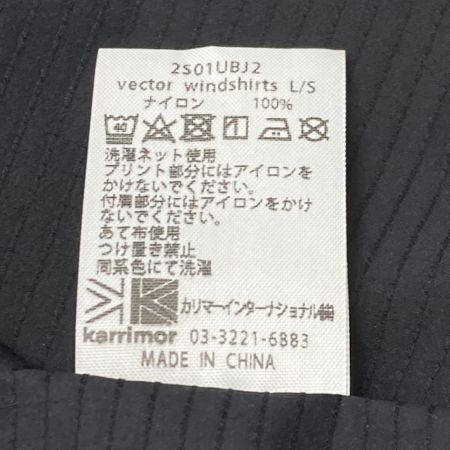 2S01UBJ2
vector windshirts L/S
ナイロン 100%
40
洗濯ネット使用
プリント部分にはアイロンを
かけないでください。
付属部分にはアイロンをかけ
ないでください。
あて布使用
つけ置き禁止
同系色にて洗濯
カリマーインターナショナル㈱
karrimor 03-3221-6883
MADE IN CHINA